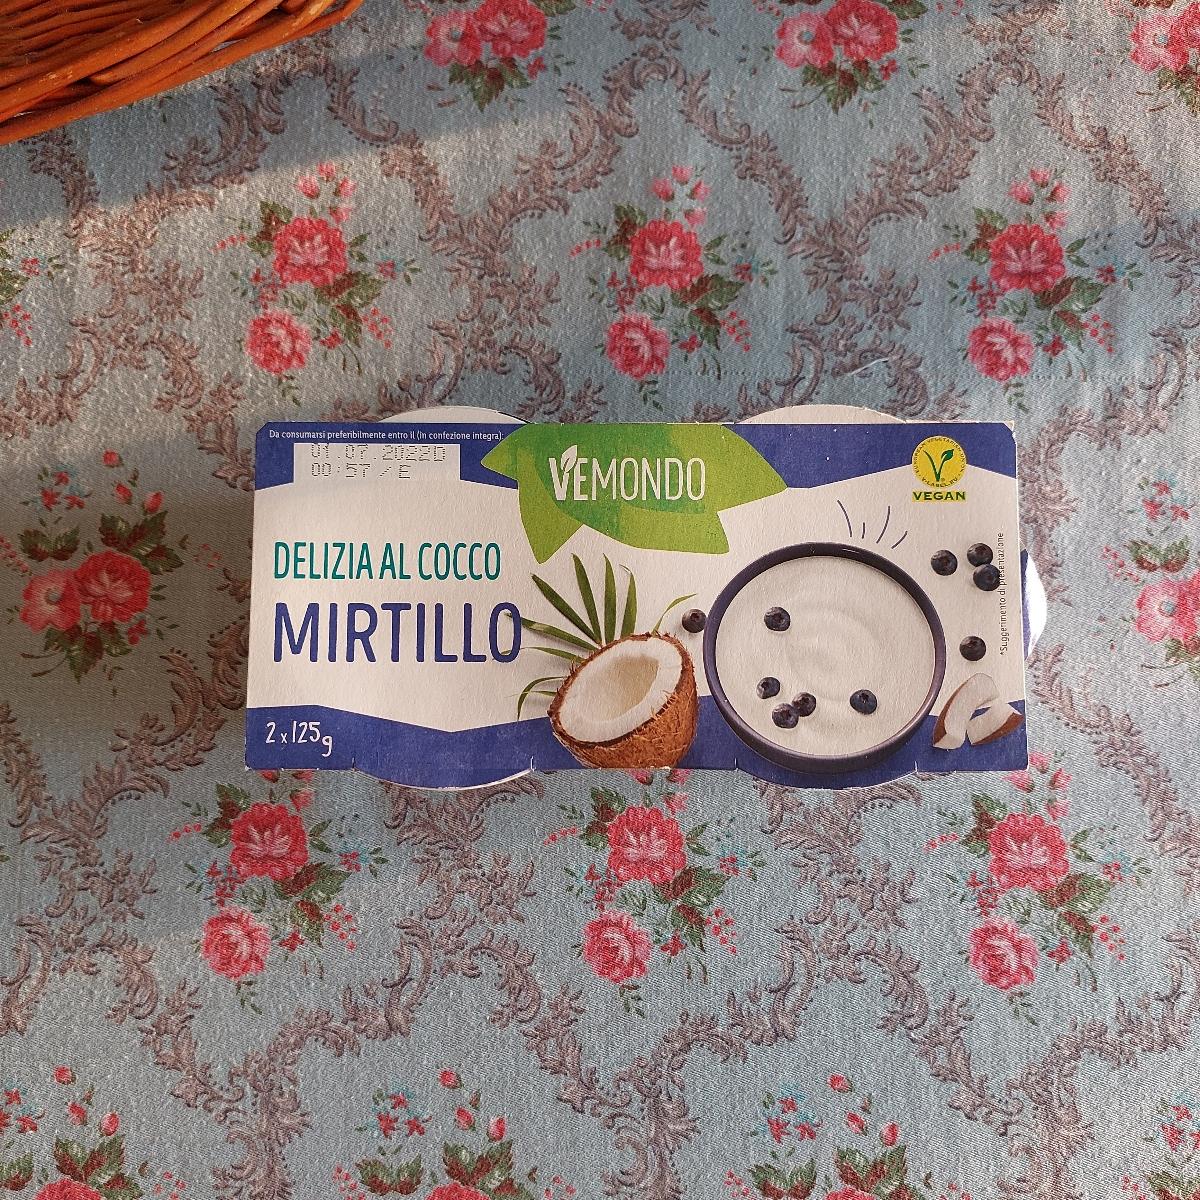 Da consumarsi preferibilmente entro il (in confezione integra):
01 07.2022D
00:57 /E
VEMONDO
VEGAN
DELIZIA AL COCCO
MIRTILLO
2 x 125g
*Suggerimento di presentazione